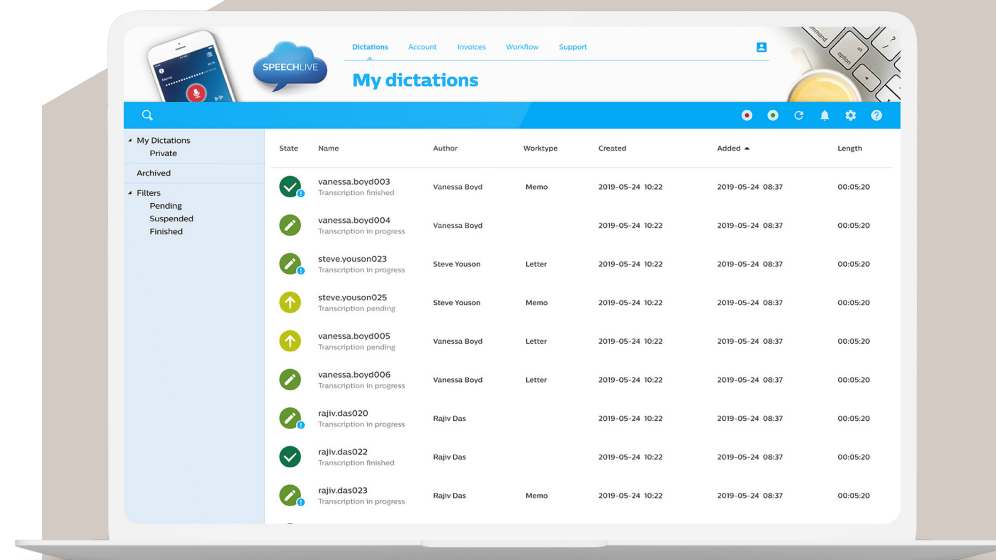 Dictations Account Invoices Workflow Support
SPEECHLIVE
My dictations
My Dictations
Private
Archived
Filters
Pending
Suspended
Finished
State Name Author Worktype Created Added Length
vanessa.boyd003 Vanessa Boyd Memo 2019-05-24 10:22 2019-05-24 08:37 00:05:20
Transcription finished
vanessa.boyd004 Vanessa Boyd 2019-05-24 10:22 2019-05-24 08:37 00:05:20
Transcription in progress
steve.youson023 Steve Youson Letter 2019-05-24 10:22 2019-05-24 08:37 00:05:20
Transcription in progress
steve.youson025 Steve Youson Memo 2019-05-24 10:22 2019-05-24 08:37 00:05:20
Transcription pending
vanessa.boyd005 Vanessa Boyd Letter 2019-05-24 10:22 2019-05-24 08:37 00:05:20
Transcription pending
vanessa.boyd006 Vanessa Boyd Letter 2019-05-24 10:22 2019-05-24 08:37 00:05:20
Transcription in progress
rajiv.das020 Rajiv Das 2019-05-24 10:22 2019-05-24 08:37 00:05:20
Transcription in progress
rajiv.das022 Rajiv Das 2019-05-24 10:22 2019-05-24 08:37 00:05:20
Transcription finished
rajiv.das023 Rajiv Das Memo 2019-05-24 10:22 2019-05-24 08:37 00:05:20
Transcription in progress
command
option